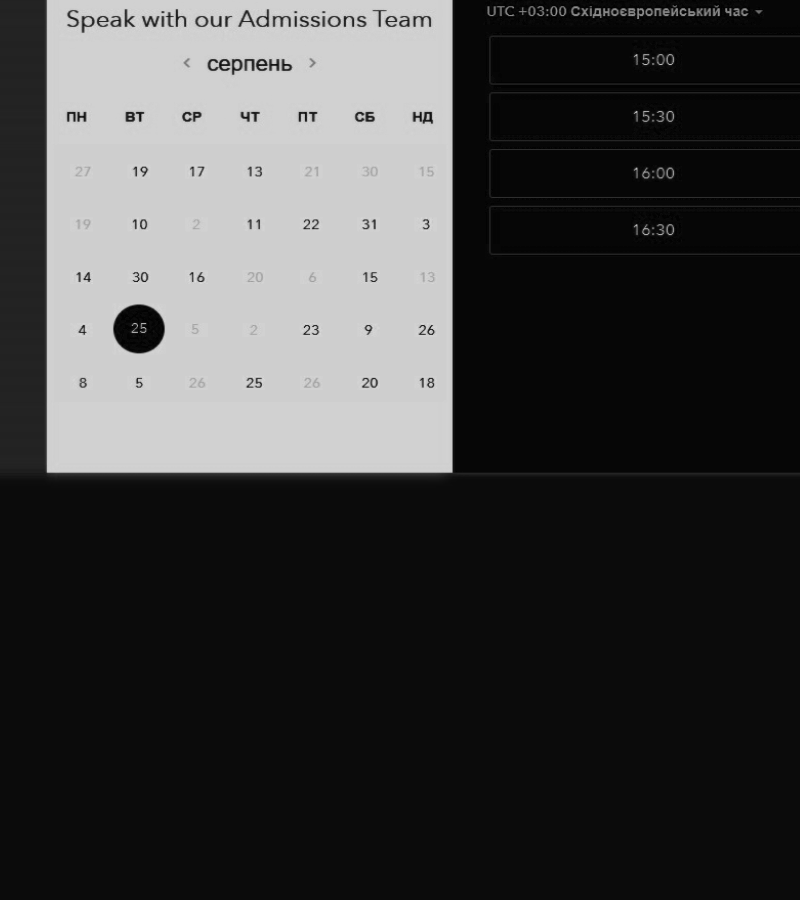 Speak with our Admissions Team
< серпень >
ПН ВТ СР ЧТ ПТ СБ НД
27 19 17 13 21 30 15
19 10 2 11 22 31 3
14 30 16 20 6 15 13
4 25 5 2 23 9 26
8 5 26 25 26 20 18
UTC +03:00 Східноєвропейський час
15:00
15:30
16:00
16:30